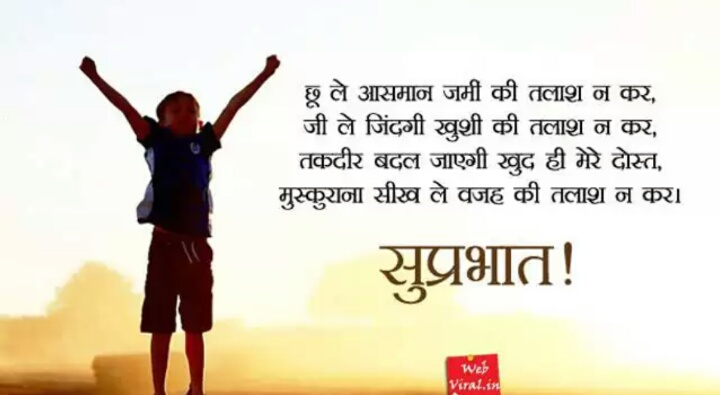 छू ले आसमान जमीं की तलाश न कर,
जी ले जिंदगी खुशी की तलाश न कर,
तकदीर बदल जाएगी खुद ही मेरे दोस्त,
मुस्कुराना सीख ले वजह की तलाश न कर।
सुप्रभात!
Web
Viral.in